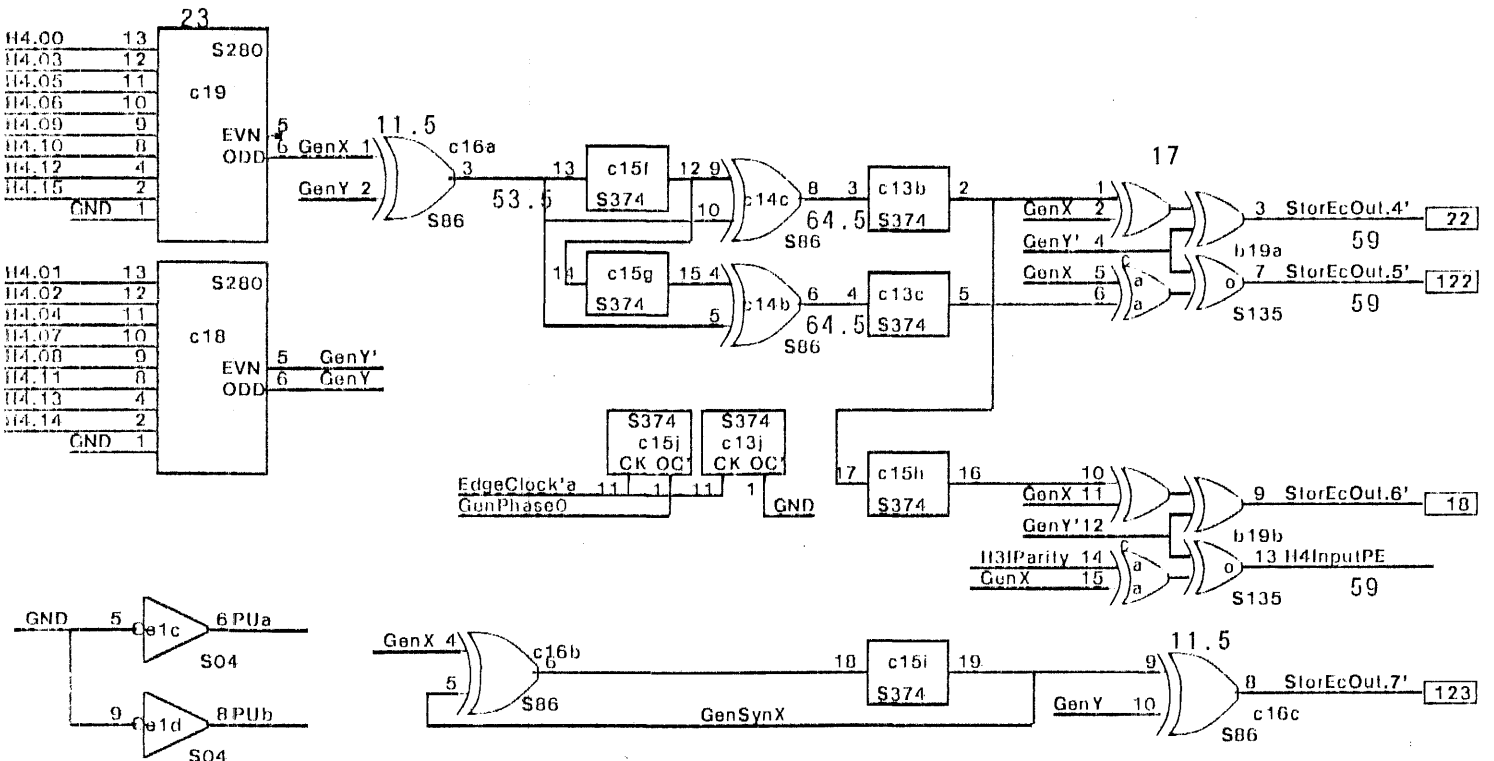 23
H4.00 13
H4.03 12
H4.05 11
H4.06 10
H4.09 9
H4.10 8
H4.12 4
H4.15 2
GND 1
S280
c19
EVN 5
ODD 6 GenX 1
GenY 2
11.5
c16a
3
S86
53.5
13 c15f 12
S374
9
10
c14c 8
S86
64.5
3 c13b 2
S374
17
1
GenX 2
GenY' 4
3 StorEcOut.4' 22
59
b19a
GenX 5
6
C
a
a
o
7 StorEcOut.5' 122
S135
59
14 c15g 15
S374
4
5
c14b 6
S86
64.5
4 c13c 5
S374
H4.01 13
H4.02 12
H4.04 11
H4.07 10
H4.08 9
H4.11 8
H4.13 4
H4.14 2
GND 1
S280
c18
EVN 5 GenY'
ODD 6 GenY
S374
c15j
CK OC'
S374
c13j
CK OC'
EdgeClock'a 11 1 11 1
GenPhase0
GND
17 c15h 16
S374
10
GenX 11
GenY' 12
9 StorEcOut.6' 18
b19b
H3IParity 14
GenX 15
C
a
a
o
13 H4InputPE
S135
59
GND 5 e1c 6 PUa
S04
9 e1d 8 PUb
S04
GenX 4
5
c16b
6
S86
18 c15i 19
S374
GenSynX
11.5
9
GenY 10
8 StorEcOut.7' 123
c16c
S86